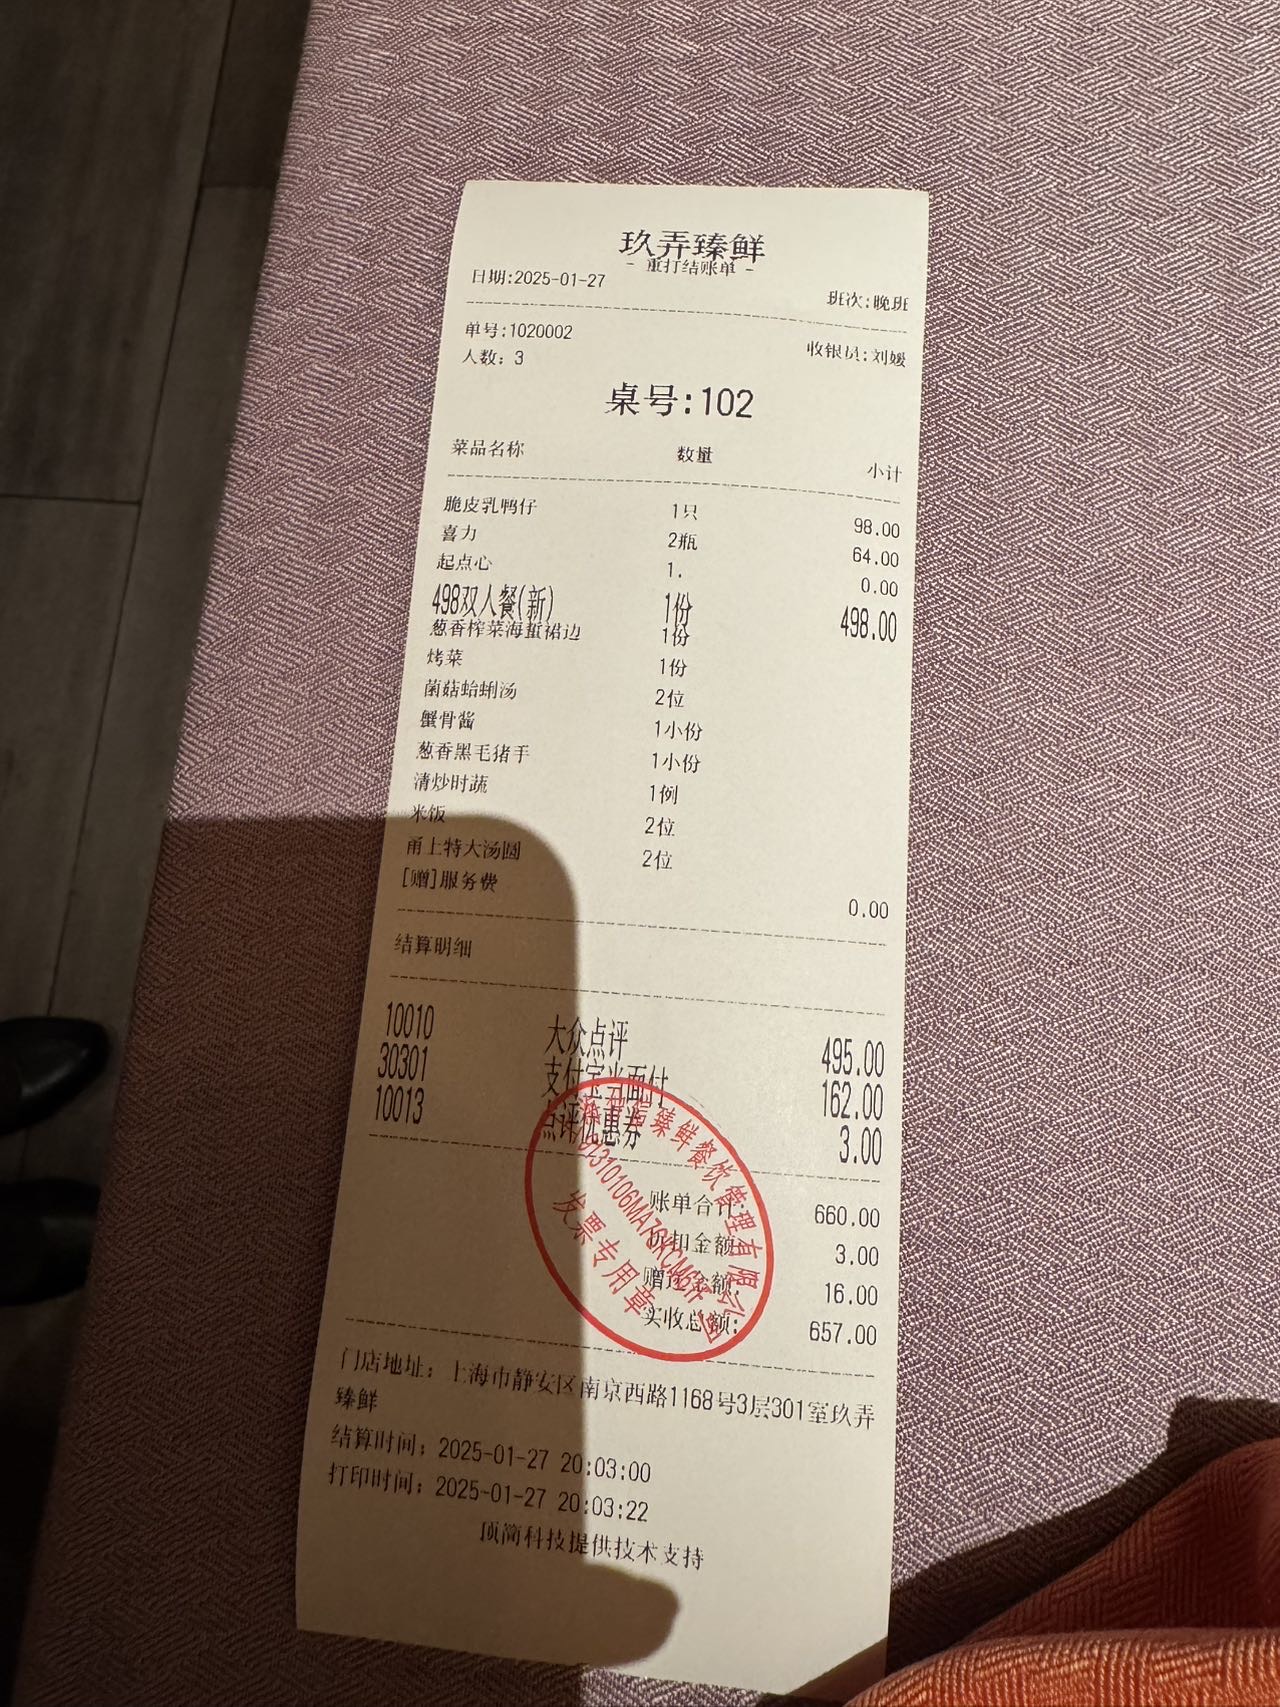 玖弄臻鲜
- 重打结账单 -
日期:2025-01-27 班次:晚班
单号:1020002 收银员:刘媛
人数: 3
桌号:102
菜品名称 数量 小计
脆皮乳鸭仔 1只 98.00
喜力 2瓶 64.00
起点心 1. 0.00
498双人餐(新) 1份 498.00
葱香榨菜海蜇裙边 1份
烤菜 1份
菌菇蛤蜊汤 2位
蟹骨酱 1小份
葱香黑毛猪手 1小份
清炒时蔬 1例
米饭 2位
甬上特大汤圆 2位
[赠]服务费 0.00
结算明细
10010 大众点评 495.00
30301 支付宝当面付 162.00
10013 点评优惠券 3.00
账单合计 660.00
折扣金额 3.00
赠送金额: 16.00
实收总额: 657.00
臻鲜餐饮管理有限公司
发票专用章
门店地址: 上海市静安区南京西路1168号3层301室玖弄
臻鲜
结算时间: 2025-01-27 20:03:00
打印时间: 2025-01-27 20:03:22
顶简科技提供技术支持